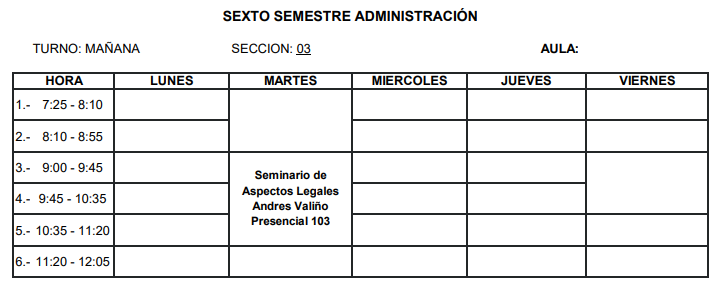 SEXTO SEMESTRE ADMINISTRACIÓN
TURNO: MAÑANA SECCION: 03 AULA:
HORA LUNES MARTES MIERCOLES JUEVES VIERNES
1.- 7:25 - 8:10
2.- 8:10 - 8:55
3.- 9:00 - 9:45
4.- 9:45 - 10:35
5.- 10:35 - 11:20
6.- 11:20 - 12:05
Seminario de
Aspectos Legales
Andres Valiño
Presencial 103